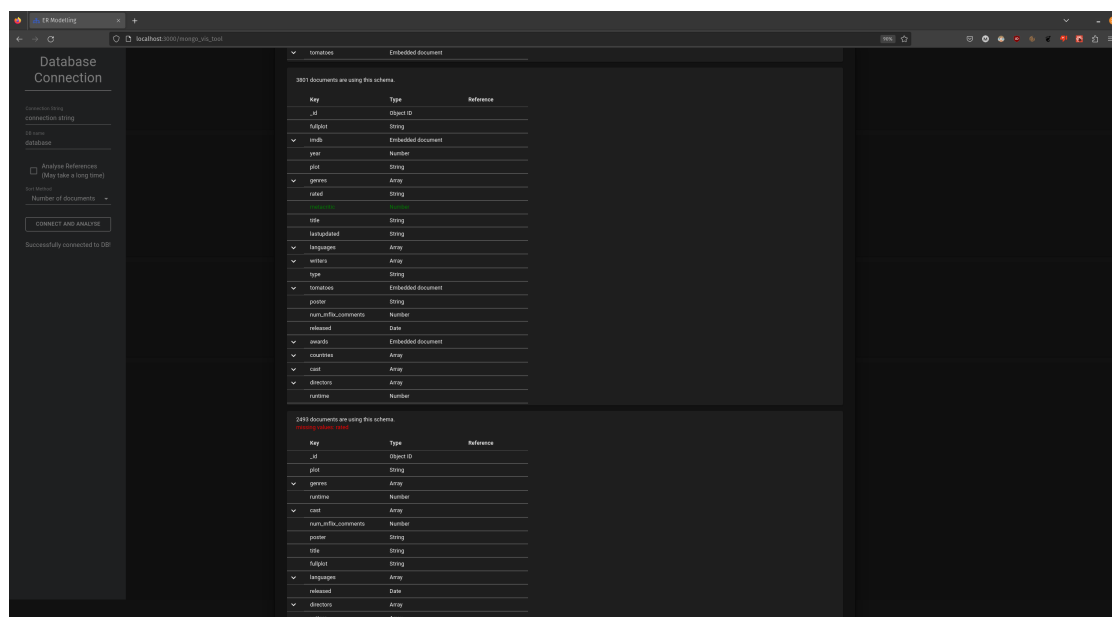 ER Modelling
localhost:3000/mongo_vis_tool
90%
Database
Connection
Connection String
connection string
DB name
database
Analyse References
(May take a long time)
Sort Method
Number of documents
CONNECT AND ANALYSE
Successfully connected to DB!
tomatoes Embedded document
3801 documents are using this schema.
Key Type Reference
_id Object ID
fullplot String
imdb Embedded document
year Number
plot String
genres Array
rated String
metacritic Number
title String
lastupdated String
languages Array
writers Array
type String
tomatoes Embedded document
poster String
num_mflix_comments Number
released Date
awards Embedded document
countries Array
cast Array
directors Array
runtime Number
2493 documents are using this schema.
missing values: rated
Key Type Reference
_id Object ID
plot String
genres Array
runtime Number
cast Array
num_mflix_comments Number
poster String
title String
fullplot String
languages Array
released Date
directors Array